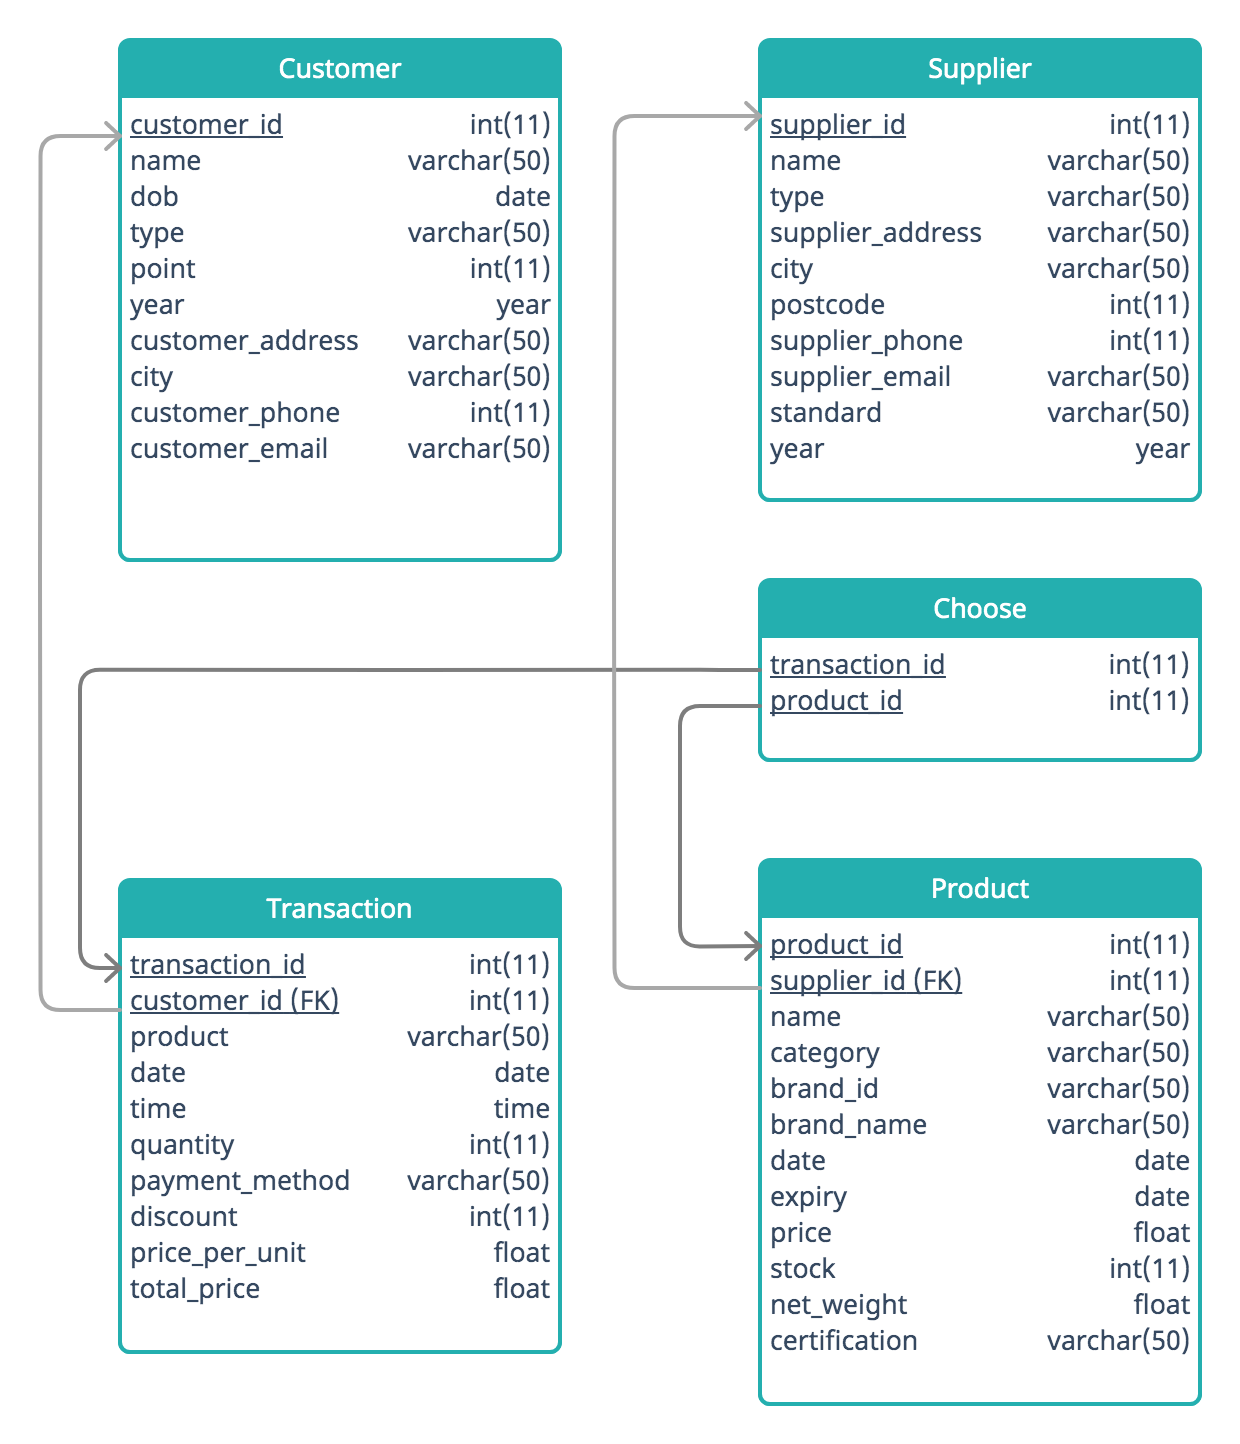 Customer
customer_id int(11)
name varchar(50)
dob date
type varchar(50)
point int(11)
year year
customer_address varchar(50)
city varchar(50)
customer_phone int(11)
customer_email varchar(50)
Supplier
supplier_id int(11)
name varchar(50)
type varchar(50)
supplier_address varchar(50)
city varchar(50)
postcode int(11)
supplier_phone int(11)
supplier_email varchar(50)
standard varchar(50)
year year
Choose
transaction_id int(11)
product_id int(11)
Transaction
transaction_id int(11)
customer_id (FK) int(11)
product varchar(50)
date date
time time
quantity int(11)
payment_method varchar(50)
discount int(11)
price_per_unit float
total_price float
Product
product_id int(11)
supplier_id (FK) int(11)
name varchar(50)
category varchar(50)
brand_id varchar(50)
brand_name varchar(50)
date date
expiry date
price float
stock int(11)
net_weight float
certification varchar(50)